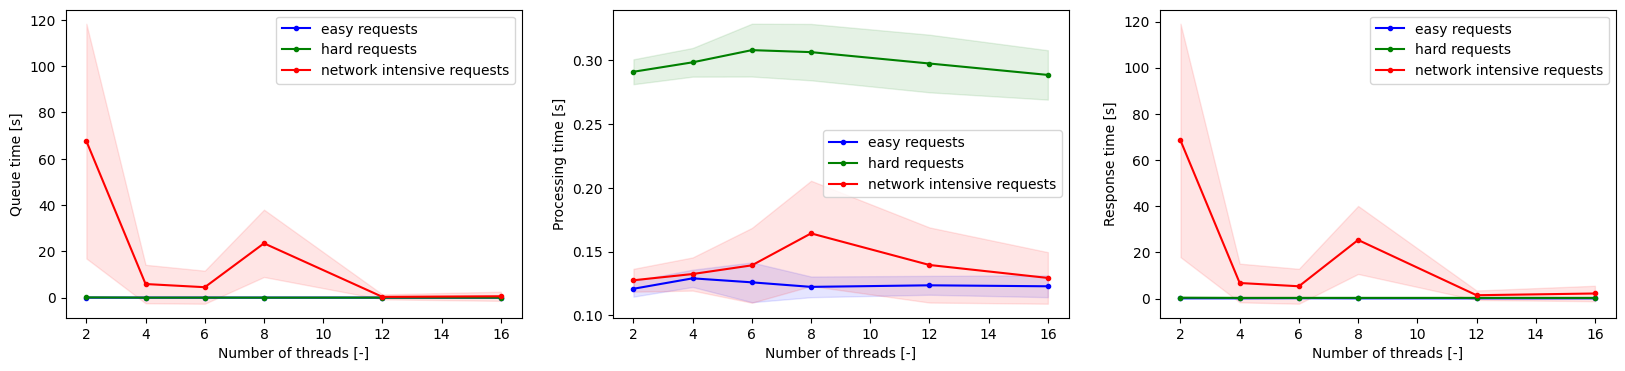 Queue time [s]
120
100
80
60
40
20
0
easy requests
hard requests
network intensive requests
2 4 6 8 10 12 14 16
Number of threads [-]
Processing time [s]
0.30
0.25
0.20
0.15
0.10
easy requests
hard requests
network intensive requests
2 4 6 8 10 12 14 16
Number of threads [-]
Response time [s]
120
100
80
60
40
20
0
easy requests
hard requests
network intensive requests
2 4 6 8 10 12 14 16
Number of threads [-]